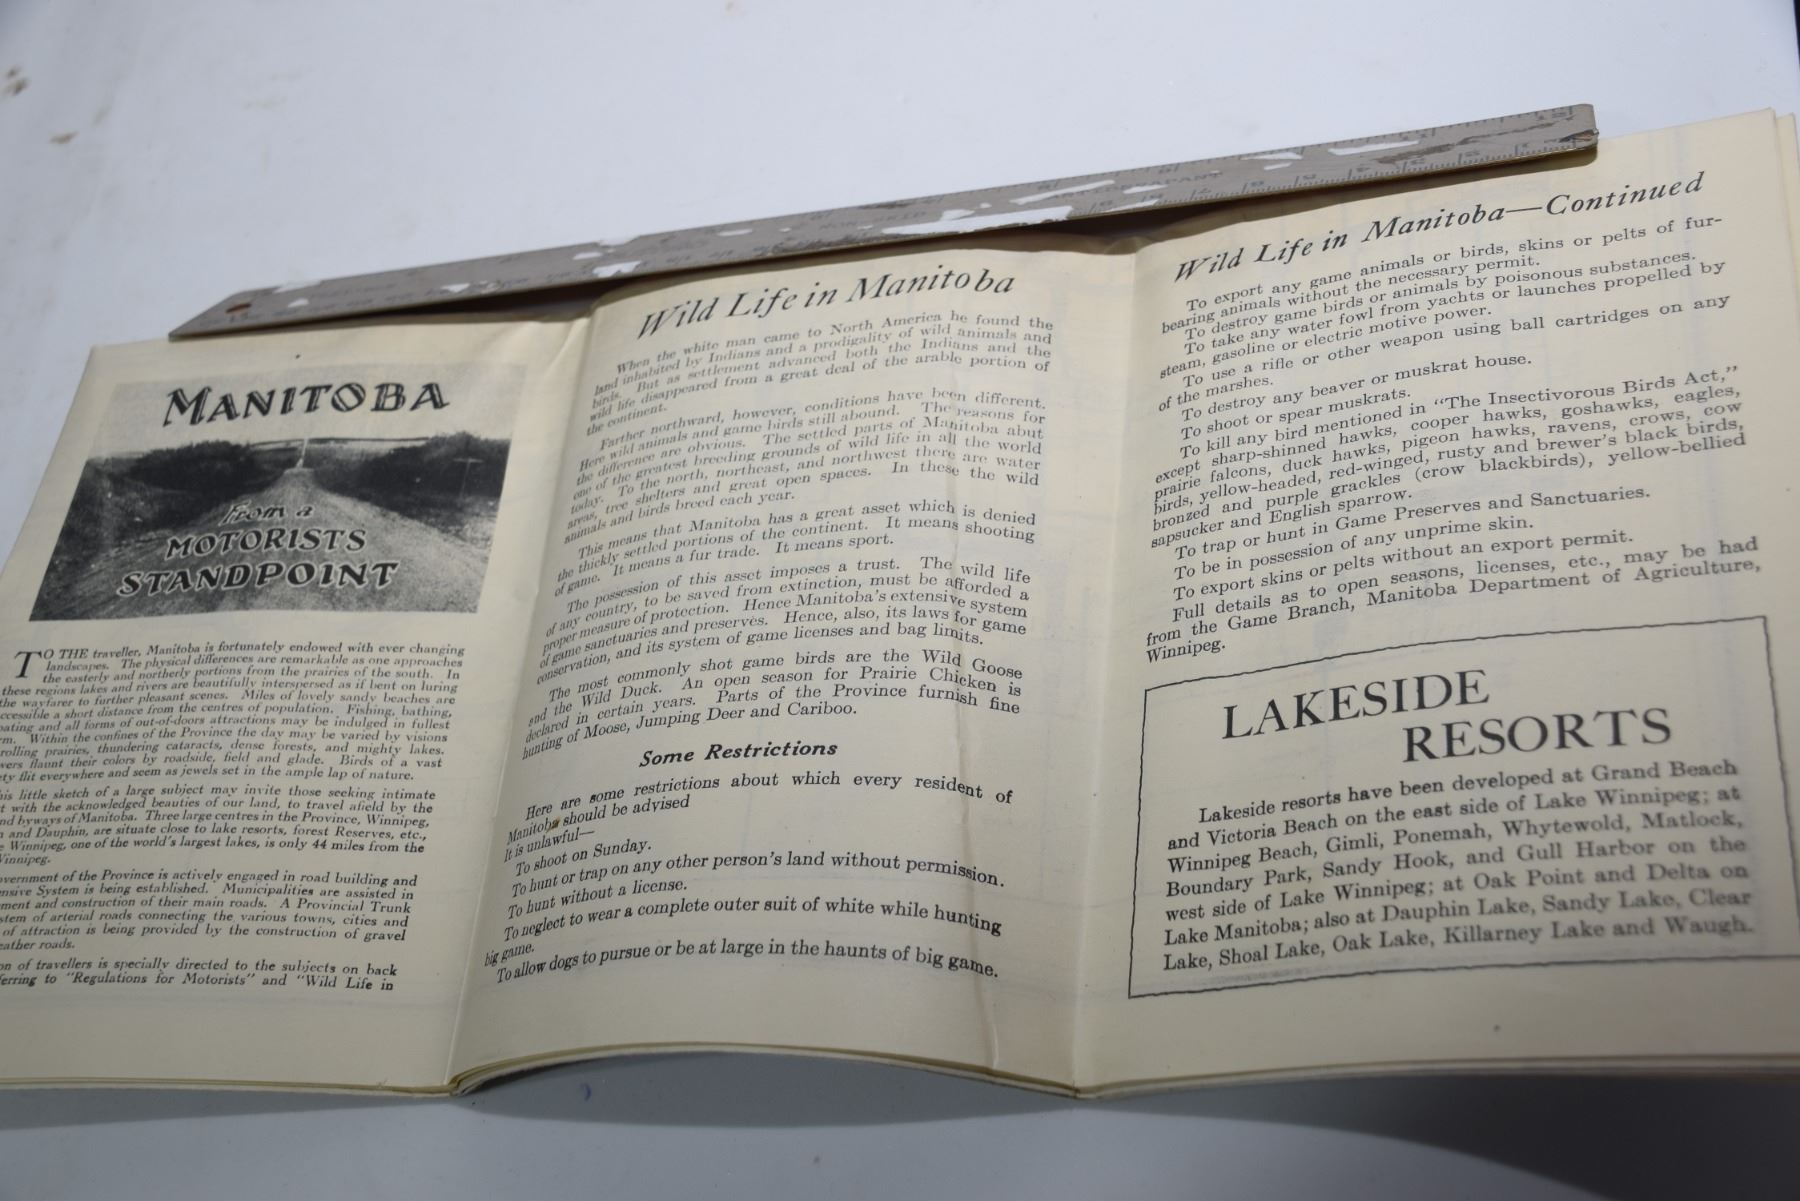 MANITOBA
From a
MOTORISTS
STANDPOINT
TO THE traveller, Manitoba is fortunately endowed with ever changing
landscapes. The physical differences are remarkable as one approaches
the easterly and northerly portions from the prairies of the south. In
these regions lakes and rivers are beautifully interspersed as if bent on luring
the wayfarer to further pleasant scenes. Miles of lovely sandy beaches are
ccessible a short distance from the centres of population. Fishing, bathing,
oating and all forms of out-of-doors attractions may be indulged in fullest
rm. Within the confines of the Province the day may be varied by visions
rolling prairies, thundering cataracts, dense forests, and mighty lakes.
wers flaunt their colors by roadside, field and glade. Birds of a vast
ety flit everywhere and seem as jewels set in the ample lap of nature.
his little sketch of a large subject may invite those seeking intimate
t with the acknowledged beauties of our land, to travel afield by the
nd byways of Manitoba. Three large centres in the Province, Winnipeg,
n and Dauphin, are situate close to lake resorts, forest Reserves, etc.,
e Winnipeg, one of the world's largest lakes, is only 44 miles from the
Winnipeg.
overnment of the Province is actively engaged in road building and
nsive System is being established. Municipalities are assisted in
ment and construction of their main roads. A Provincial Trunk
stem of arterial roads connecting the various towns, cities and
of attraction is being provided by the construction of gravel
eather roads.
on of travellers is specially directed to the subjects on back
ferring to "Regulations for Motorists" and "Wild Life in
Wild Life in Manitoba
When the white man came to North America he found the
land inhabited by Indians and a prodigality of wild animals and
birds. But as settlement advanced both the Indians and the
wild life disappeared from a great deal of the arable portion of
the continent.
Farther northward, however, conditions have been different.
Here wild animals and game birds still abound. The reasons for
the difference are obvious. The settled parts of Manitoba abut
one of the greatest breeding grounds of wild life in all the world
today. To the north, northeast, and northwest there are water
areas, tree shelters and great open spaces. In these the wild
animals and birds breed each year.
This means that Manitoba has a great asset which is denied
the thickly settled portions of the continent. It means shooting
of game. It means a fur trade. It means sport.
The possession of this asset imposes a trust. The wild life
of any country, to be saved from extinction, must be afforded a
proper measure of protection. Hence Manitoba's extensive system
of game sanctuaries and preserves. Hence, also, its laws for game
conservation, and its system of game licenses and bag limits.
The most commonly shot game birds are the Wild Goose
and the Wild Duck. An open season for Prairie Chicken is
declared in certain years. Parts of the Province furnish fine
hunting of Moose, Jumping Deer and Cariboo.
Some Restrictions
Here are some restrictions about which every resident of
Manitoba should be advised
It is unlawful—
To shoot on Sunday.
To hunt or trap on any other person's land without permission.
To hunt without a license.
To neglect to wear a complete outer suit of white while hunting
big game.
To allow dogs to pursue or be at large in the haunts of big game.
Wild Life in Manitoba—Continued
To export any game animals or birds, skins or pelts of fur-
bearing animals without the necessary permit.
To destroy game birds or animals by poisonous substances.
To take any water fowl from yachts or launches propelled by
steam, gasoline or electric motive power.
To use a rifle or other weapon using ball cartridges on any
of the marshes.
To destroy any beaver or muskrat house.
To shoot or spear muskrats.
To kill any bird mentioned in "The Insectivorous Birds Act,"
except sharp-shinned hawks, cooper hawks, goshawks, eagles,
prairie falcons, duck hawks, pigeon hawks, ravens, crows, cow
birds, yellow-headed, red-winged, rusty and brewer's black birds,
bronzed and purple grackles (crow blackbirds), yellow-bellied
sapsucker and English sparrow.
To trap or hunt in Game Preserves and Sanctuaries.
To be in possession of any unprime skin.
To export skins or pelts without an export permit.
Full details as to open seasons, licenses, etc., may be had
from the Game Branch, Manitoba Department of Agriculture,
Winnipeg.
LAKESIDE
RESORTS
Lakeside resorts have been developed at Grand Beach
and Victoria Beach on the east side of Lake Winnipeg; at
Winnipeg Beach, Gimli, Ponemah, Whytewold, Matlock,
Boundary Park, Sandy Hook, and Gull Harbor on the
west side of Lake Winnipeg; at Oak Point and Delta on
Lake Manitoba; also at Dauphin Lake, Sandy Lake, Clear
Lake, Shoal Lake, Oak Lake, Killarney Lake and Waugh.